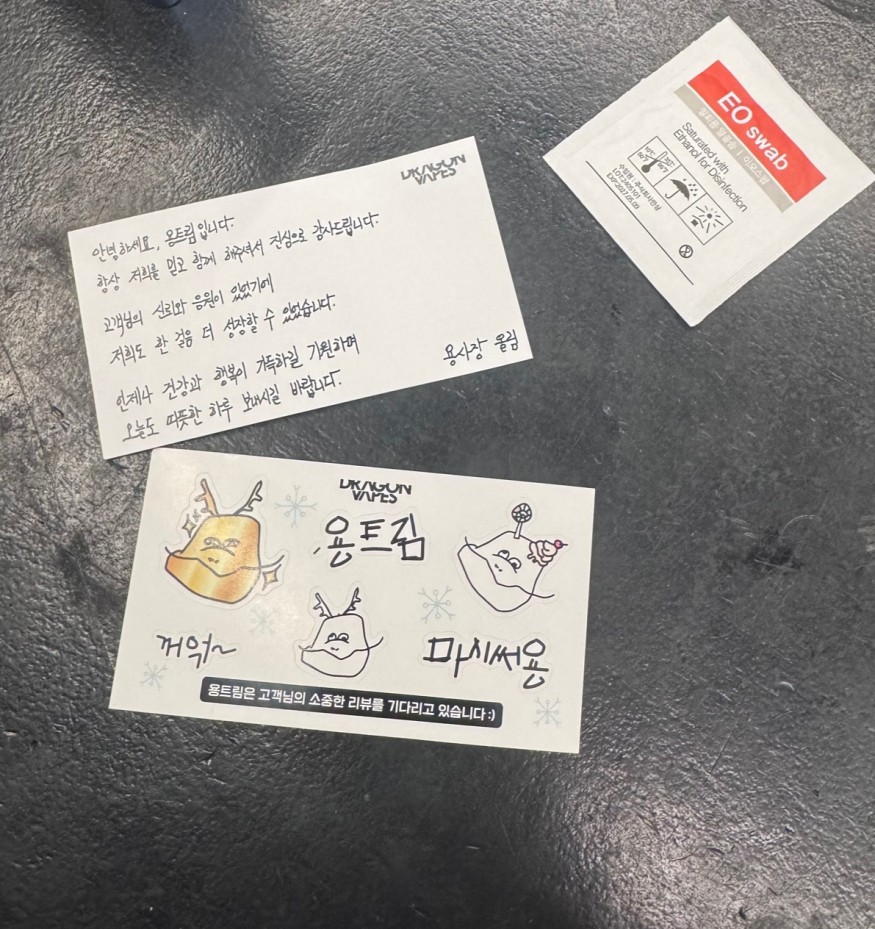 DRAGON
VAPES
안녕하세요, 용트림입니다.
항상 저희를 믿고 함께 해주셔서 진심으로 감사드립니다.
고객님의 신뢰와 응원이 있었기에
저희도 한 걸음 더 성장할 수 있었습니다.
언제나 건강과 행복이 가득하길 기원하며
오늘도 따뜻한 하루 보내시길 바랍니다.
용사장 올림
EO swab
이오스왑
Saturated with
Ethanol for Disinfection
DRAGON
VAPES
용트림
꺼억~
마시써용
용트림은 고객님의 소중한 리뷰를 기다리고 있습니다 :)